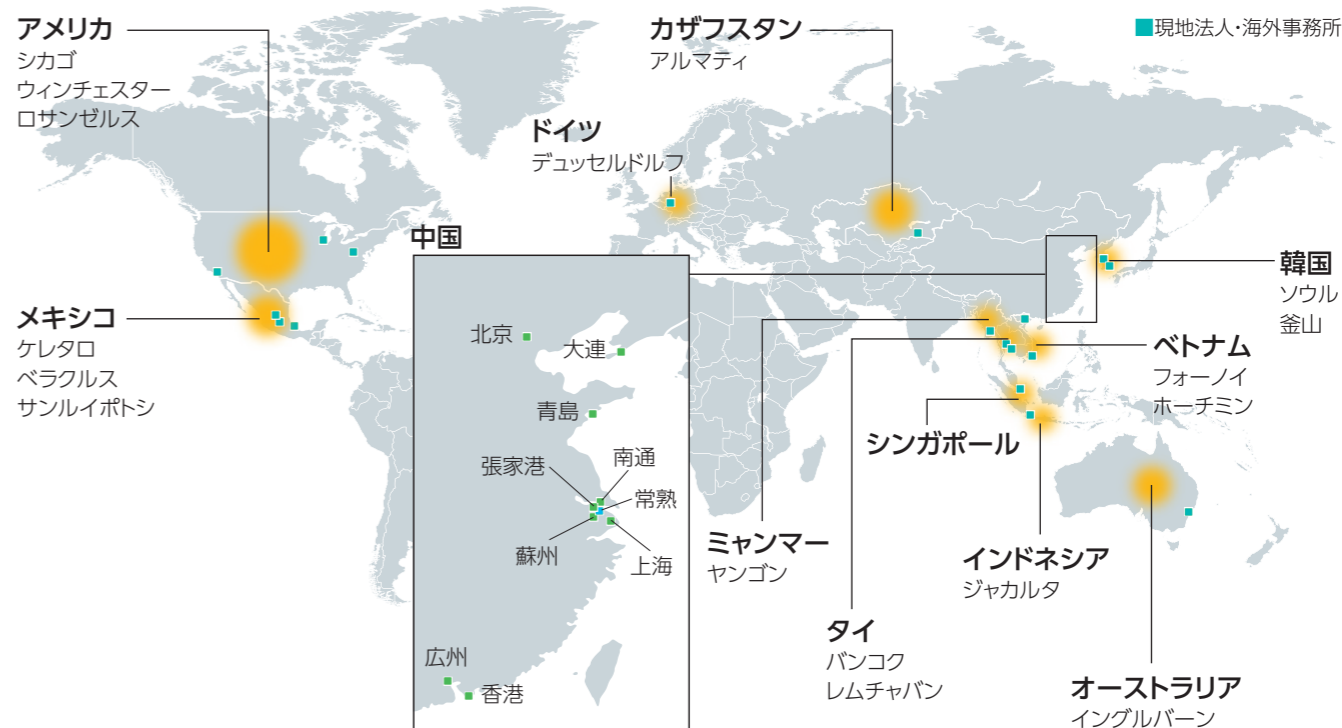 アメリカ
シカゴ
ウィンチェスター
ロサンゼルス
カザフスタン
アルマティ
■現地法人・海外事務所
ドイツ
デュッセルドルフ
中国
北京
大連
青島
張家港
南通
常熟
蘇州
上海
広州
香港
メキシコ
ケレタロ
ベラクルス
サンルイポトシ
韓国
ソウル
釜山
ベトナム
フォーノイ
ホーチミン
シンガポール
ミャンマー
ヤンゴン
インドネシア
ジャカルタ
タイ
バンコク
レムチャバン
オーストラリア
イングルバーン